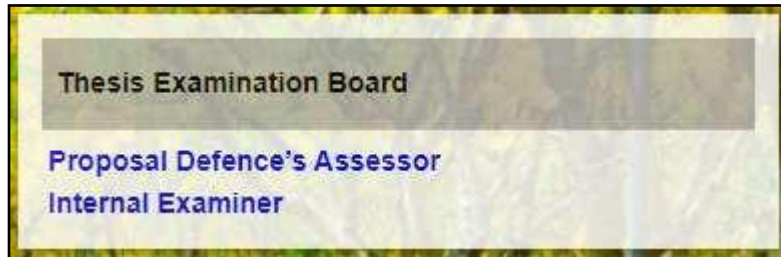 Thesis Examination Board
Proposal Defence's Assessor
Internal Examiner